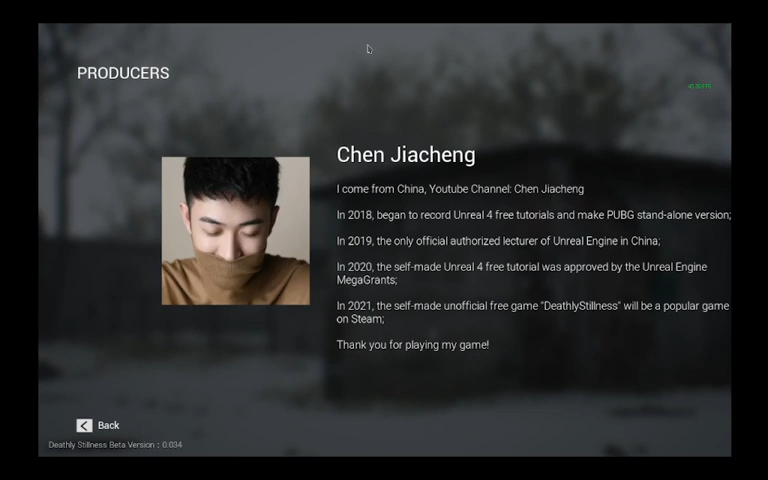 PRODUCERS
Chen Jiacheng
I come from China, Youtube Channel: Chen Jiacheng
In 2018, began to record Unreal 4 free tutorials and make PUBG stand-alone version;
In 2019, the only official authorized lecturer of Unreal Engine in China;
In 2020, the self-made Unreal 4 free tutorial was approved by the Unreal Engine
MegaGrants;
In 2021, the self-made unofficial free game "DeathlyStillness" will be a popular game
on Steam;
Thank you for playing my game!
< Back
Deathly Stillness Beta Version : 0.034